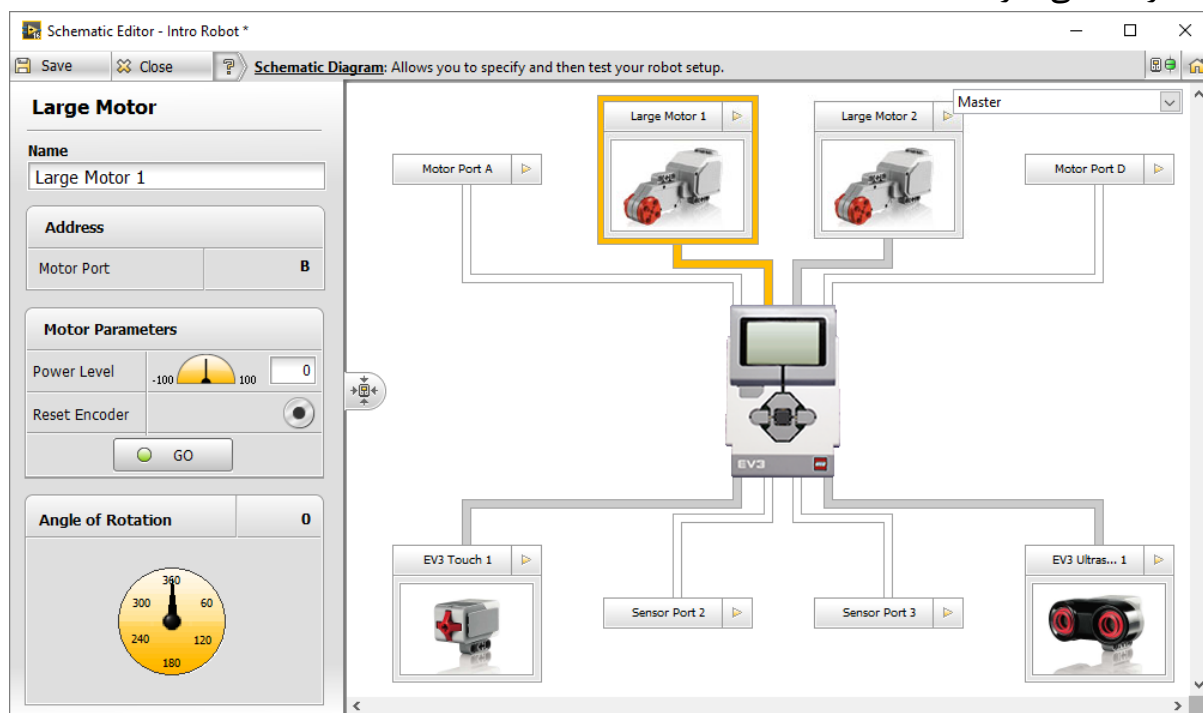 Schematic Editor - Intro Robot *
Save Close ? Schematic Diagram: Allows you to specify and then test your robot setup.
Large Motor
Name
Large Motor 1
Address
Motor Port B
Motor Parameters
Power Level -100 100 0
Reset Encoder
GO
Angle of Rotation 0
360
300 60
240 120
180
Master
Large Motor 1 Large Motor 2
Motor Port A Motor Port D
EV3
EV3 Touch 1 EV3 Ultras... 1
Sensor Port 2 Sensor Port 3